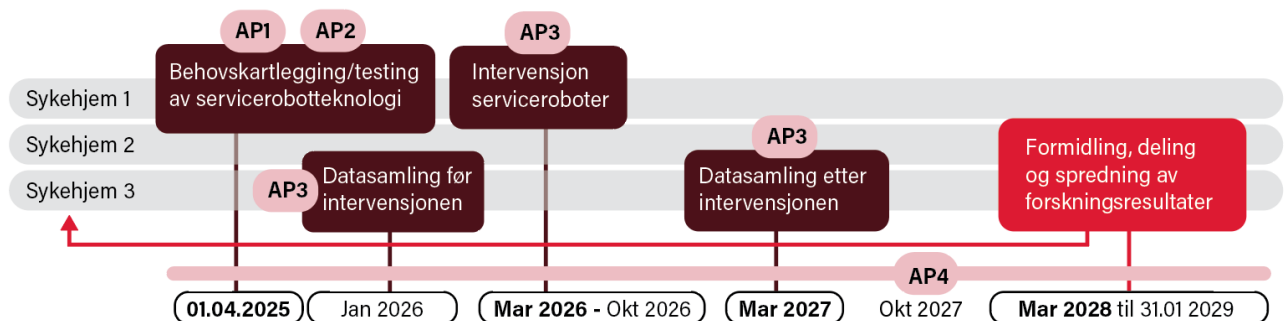 AP1
AP2
AP3
Behovskartlegging/testing
av servicerobotteknologi
Intervensjon
serviceroboter
Sykehjem 1
Sykehjem 2
Sykehjem 3
AP3
Datasamling før
intervensjonen
AP3
Datasamling etter
intervensjonen
Formidling, deling
og spredning av
forskningsresultater
AP4
01.04.2025
Jan 2026
Mar 2026 - Okt 2026
Mar 2027
Okt 2027
Mar 2028 til 31.01 2029